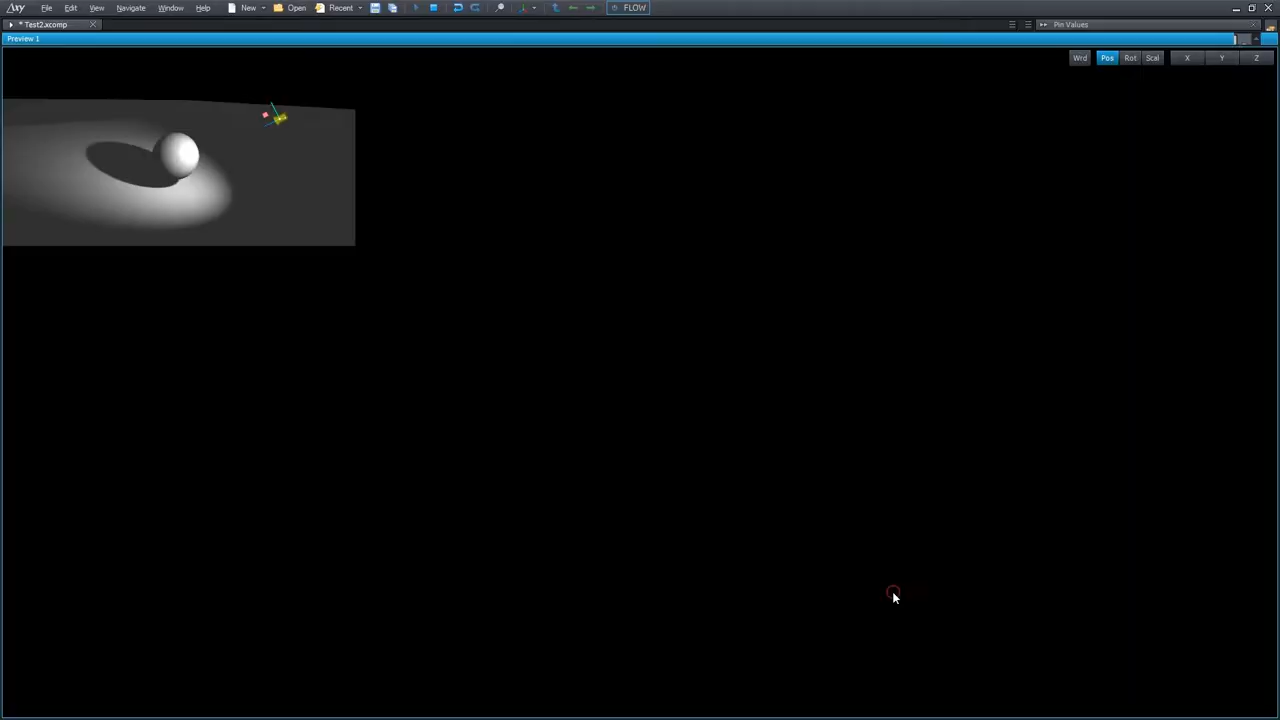 Axy File Edit View Navigate Window Help New Open Recent FLOW
* Test2.xcomp Pin Values
Preview 1
Wrd Pos Rot Scal X Y Z